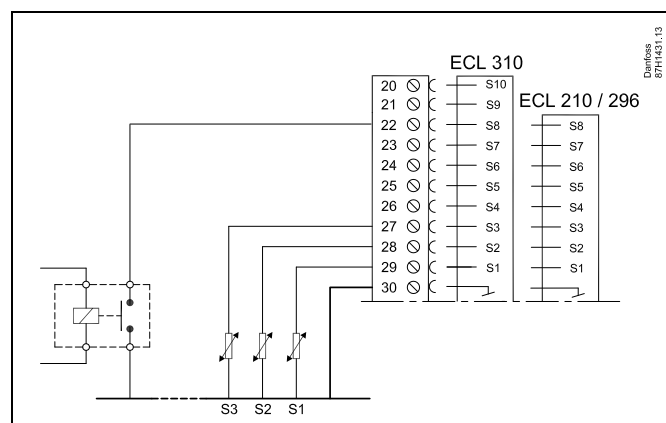 Danfoss
87H1431.13
ECL 310
ECL 210 / 296
20 S10
21 S9
22 S8 S8
23 S7 S7
24 S6 S6
25 S5 S5
26 S4 S4
27 S3 S3
28 S2 S2
29 S1 S1
30
S3 S2 S1